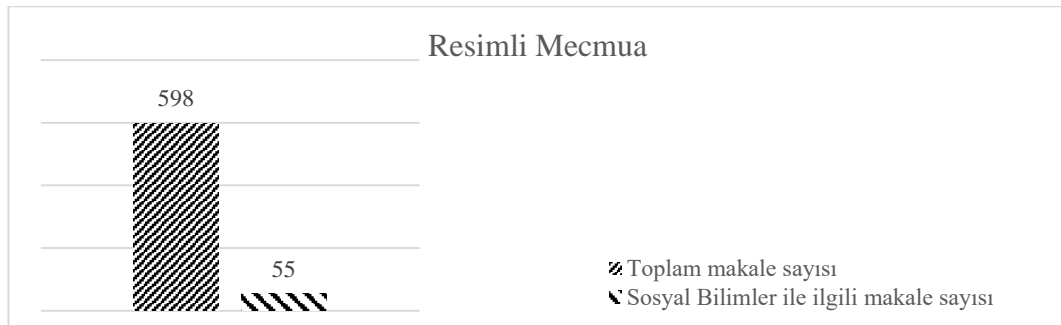 Resimli Mecmua
598
55
Toplam makale sayısı
Sosyal Bilimler ile ilgili makale sayısı